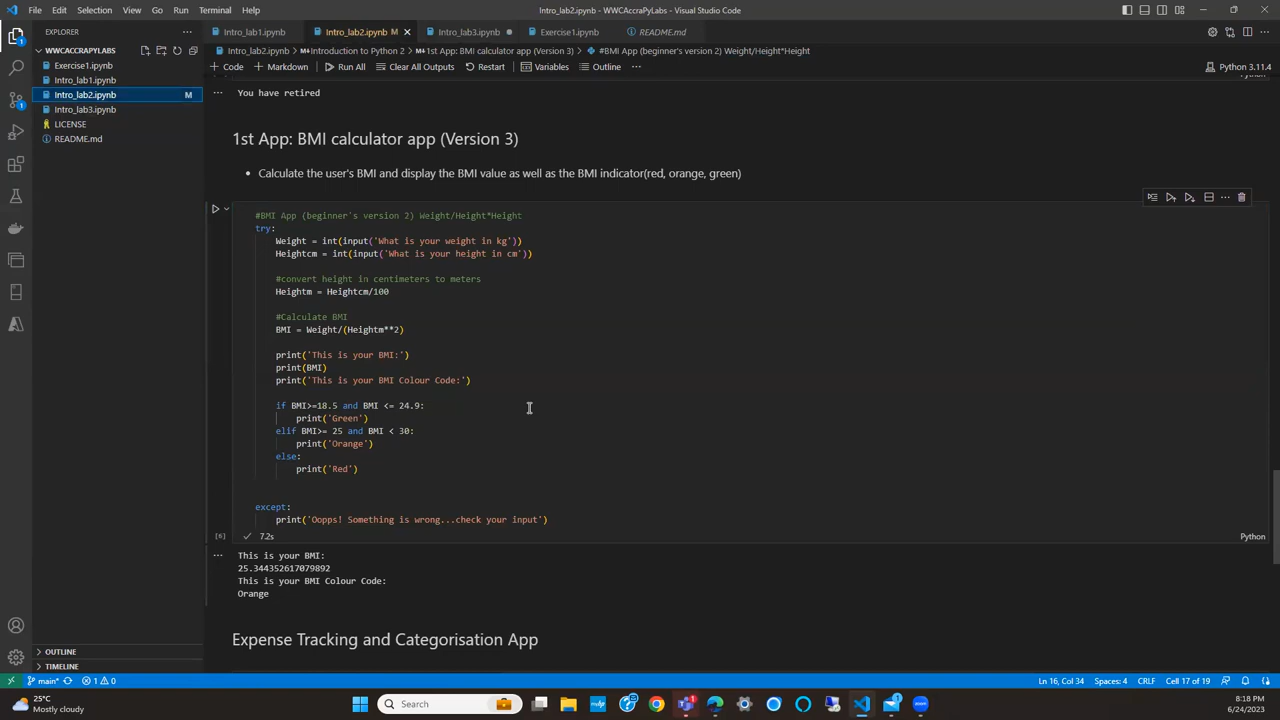 File Edit Selection View Go Run Terminal Help
Intro_lab2.ipynb - Visual Studio Code
EXPLORER
WWCACCRAPYLABS
Exercise1.ipynb
Intro_lab1.ipynb
Intro_lab2.ipynb M
Intro_lab3.ipynb
LICENSE
README.md
OUTLINE
TIMELINE
Intro_lab1.ipynb Intro_lab2.ipynb M Intro_lab3.ipynb Exercise1.ipynb README.md
Intro_lab2.ipynb > Introduction to Python 2 > 1st App: BMI calculator app (Version 3) > #BMI App (beginner's version 2) Weight/Height*Height
+ Code + Markdown Run All Clear All Outputs Restart Variables Outline ... Python 3.11.4
You have retired
1st App: BMI calculator app (Version 3)
• Calculate the user's BMI and display the BMI value as well as the BMI indicator(red, orange, green)
#BMI App (beginner's version 2) Weight/Height*Height
try:
Weight = int(input('What is your weight in kg'))
Heightcm = int(input('What is your height in cm'))
#convert height in centimeters to meters
Heightm = Heightcm/100
#Calculate BMI
BMI = Weight/(Heightm**2)
print('This is your BMI:')
print(BMI)
print('This is your BMI Colour Code:')
if BMI>=18.5 and BMI <= 24.9:
print('Green')
elif BMI>= 25 and BMI < 30:
print('Orange')
else:
print('Red')
except:
print('Oopps! Something is wrong...check your input')
[6] 7.2s Python
This is your BMI:
25.344352617079892
This is your BMI Colour Code:
Orange
Expense Tracking and Categorisation App
main* 1 0 Ln 16, Col 34 Spaces: 4 CRLF Cell 17 of 19
25°C
Mostly cloudy
Search
8:18 PM
6/24/2023